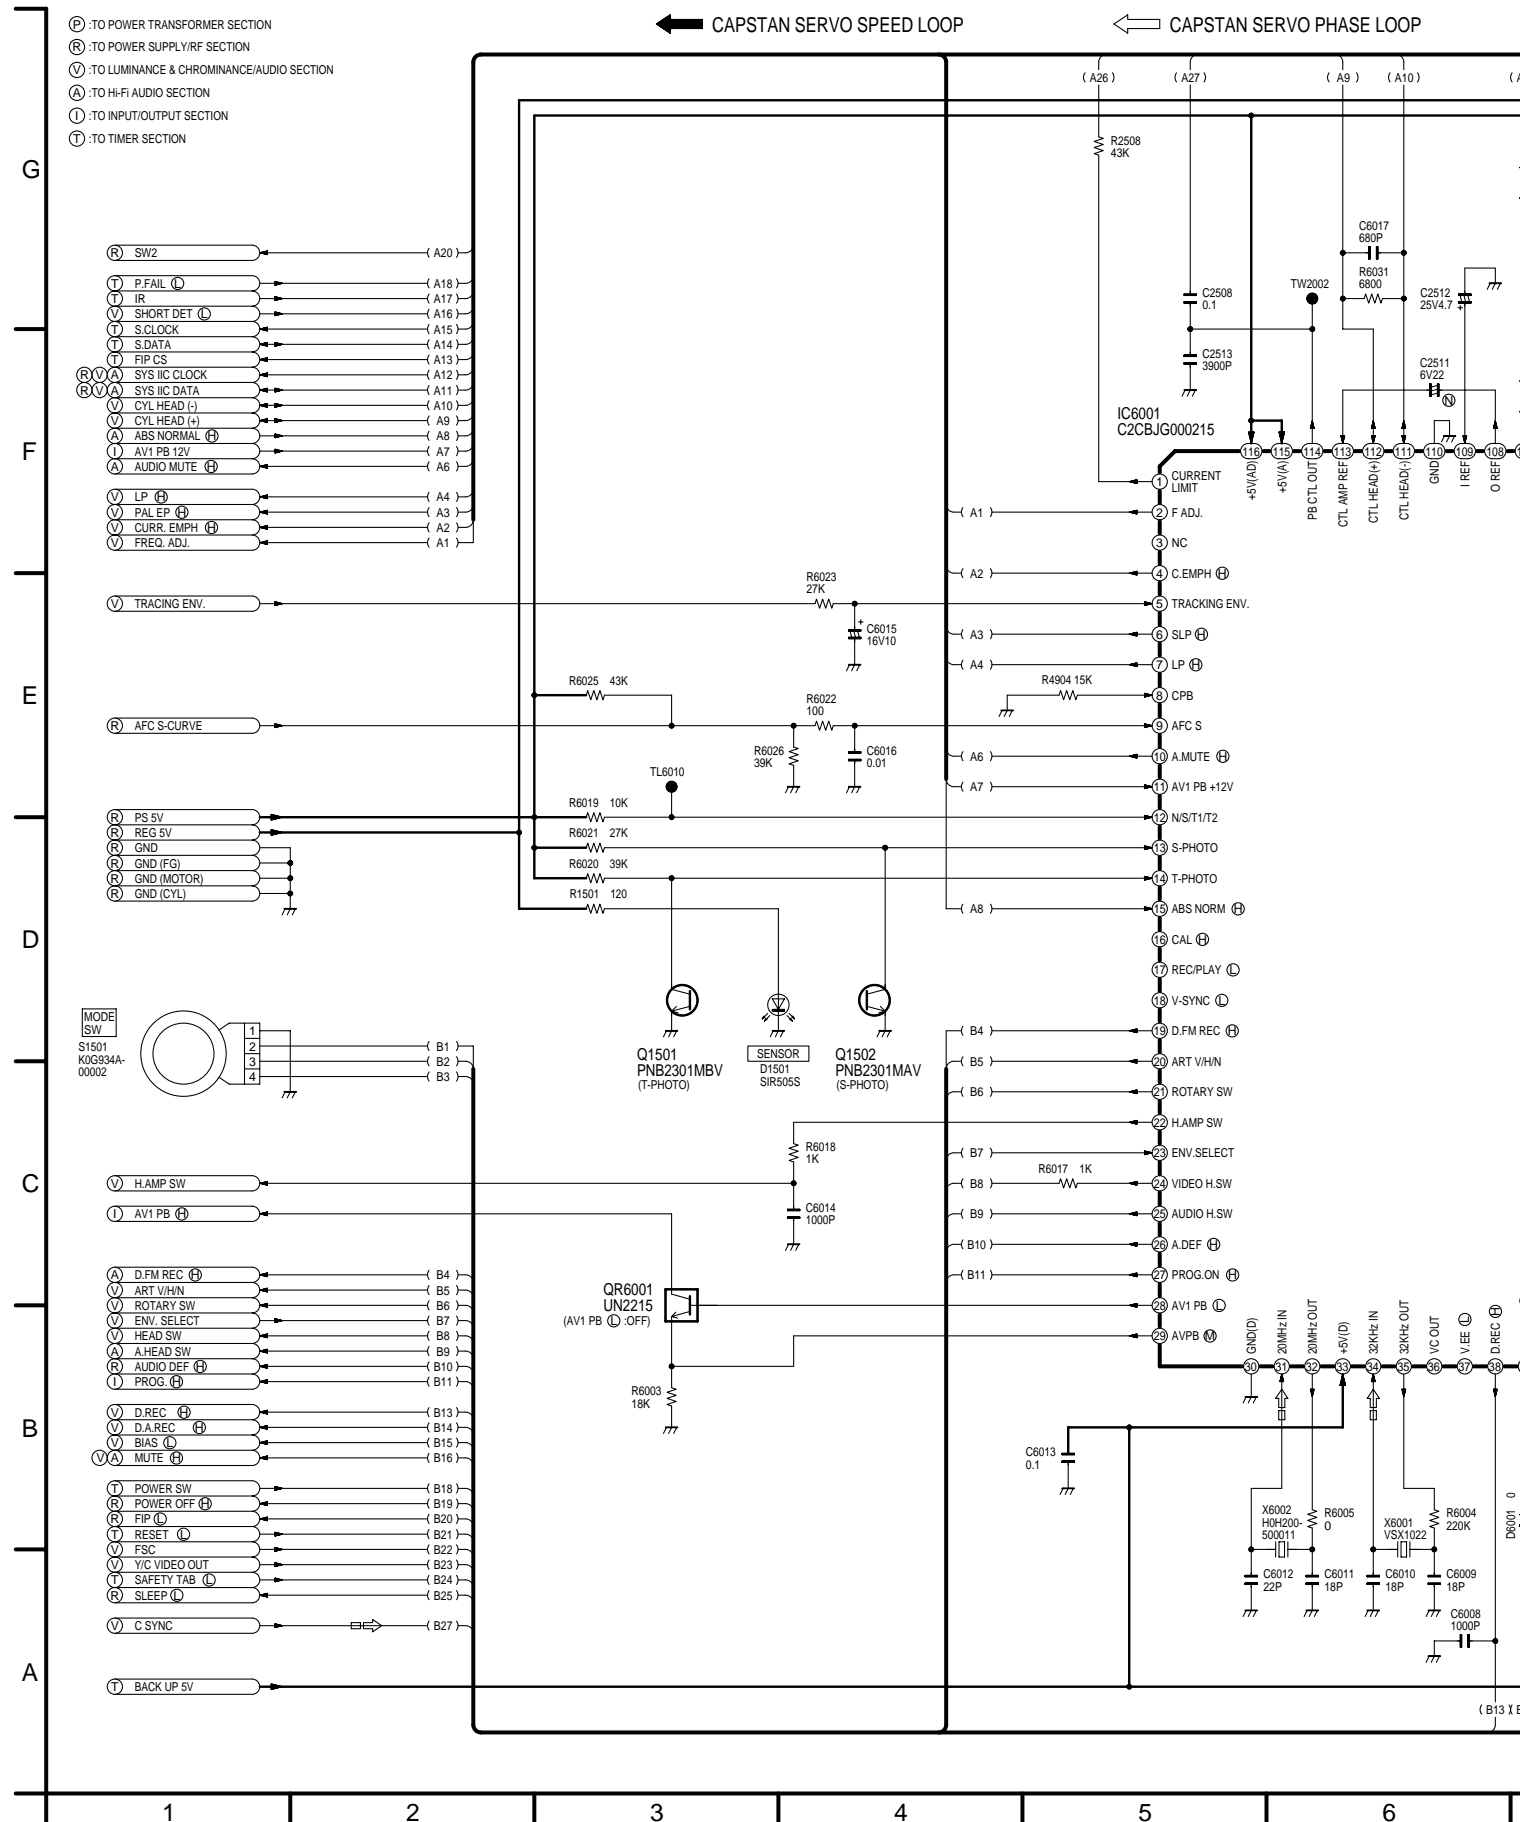 Ⓟ :TO POWER TRANSFORMER SECTION
Ⓡ :TO POWER SUPPLY/RF SECTION
Ⓥ :TO LUMINANCE & CHROMINANCE/AUDIO SECTION
Ⓐ :TO Hi-Fi AUDIO SECTION
Ⓘ :TO INPUT/OUTPUT SECTION
Ⓣ :TO TIMER SECTION
CAPSTAN SERVO SPEED LOOP
CAPSTAN SERVO PHASE LOOP
( A26 )
( A27 )
( A9 )
( A10 )
G
R2508
43K
C6017
680P
R6031
6800
TW2002
C2508
0.1
C2512
25V4.7 +
C2513
3900P
C2511
6V22
Ⓝ
Ⓡ SW2 ( A20 )
Ⓣ P.FAIL Ⓛ ( A18 )
Ⓣ IR ( A17 )
Ⓥ SHORT DET Ⓛ ( A16 )
Ⓣ S.CLOCK ( A15 )
Ⓣ S.DATA ( A14 )
Ⓣ FIP CS ( A13 )
Ⓡ Ⓥ Ⓐ SYS IIC CLOCK ( A12 )
Ⓡ Ⓥ Ⓐ SYS IIC DATA ( A11 )
Ⓥ CYL HEAD (-) ( A10 )
Ⓥ CYL HEAD (+) ( A9 )
Ⓐ ABS NORMAL Ⓗ ( A8 )
Ⓘ AV1 PB 12V ( A7 )
Ⓐ AUDIO MUTE Ⓗ ( A6 )
Ⓥ LP Ⓗ ( A4 )
Ⓥ PAL EP Ⓗ ( A3 )
Ⓥ CURR. EMPH Ⓗ ( A2 )
Ⓥ FREQ. ADJ. ( A1 )
F
IC6001
C2CBJG000215
116 +5V(AD)
115 +5V(A)
114 PB CTL OUT
113 CTL AMP REF
112 CTL HEAD(+)
111 CTL HEAD(-)
110 GND
109 I REF
108 O REF
1 CURRENT
LIMIT
( A1 ) 2 F ADJ.
3 NC
( A2 ) 4 C.EMPH Ⓗ
5 TRACKING ENV.
( A3 ) 6 SLP Ⓗ
( A4 ) 7 LP Ⓗ
8 CPB
9 AFC S
( A6 ) 10 A.MUTE Ⓗ
( A7 ) 11 AV1 PB +12V
12 N/S/T1/T2
13 S-PHOTO
14 T-PHOTO
( A8 ) 15 ABS NORM Ⓗ
16 CAL Ⓗ
17 REC/PLAY Ⓛ
18 V-SYNC Ⓛ
( B4 ) 19 D.FM REC Ⓗ
( B5 ) 20 ART V/H/N
( B6 ) 21 ROTARY SW
22 H.AMP SW
( B7 ) 23 ENV.SELECT
( B8 ) R6017 1K 24 VIDEO H.SW
( B9 ) 25 AUDIO H.SW
( B10 ) 26 A.DEF Ⓗ
( B11 ) 27 PROG.ON Ⓗ
28 AV1 PB Ⓛ
29 AVPB Ⓜ
Ⓥ TRACING ENV.
R6023
27K
+ C6015
16V10
E
R6025 43K
R6022
100
R4904 15K
Ⓡ AFC S-CURVE
R6026
39K
C6016
0.01
TL6010
Ⓡ PS 5V
Ⓡ REG 5V
Ⓡ GND
Ⓡ GND (FG)
Ⓡ GND (MOTOR)
Ⓡ GND (CYL)
R6019 10K
R6021 27K
R6020 39K
R1501 120
D
MODE
SW
S1501
K0G934A-
00002
1
2 ( B1 )
3 ( B2 )
4 ( B3 )
Q1501
PNB2301MBV
(T-PHOTO)
SENSOR
D1501
SIR505S
Q1502
PNB2301MAV
(S-PHOTO)
C
R6018
1K
Ⓥ H.AMP SW
Ⓘ AV1 PB Ⓗ
C6014
1000P
Ⓐ D.FM REC Ⓗ ( B4 )
Ⓥ ART V/H/N ( B5 )
Ⓥ ROTARY SW ( B6 )
Ⓥ ENV. SELECT ( B7 )
Ⓥ HEAD SW ( B8 )
Ⓐ A.HEAD SW ( B9 )
Ⓡ AUDIO DEF Ⓗ ( B10 )
Ⓘ PROG. Ⓗ ( B11 )
QR6001
UN2215
(AV1 PB Ⓛ :OFF)
R6003
18K
30 GND(D)
31 20MHz IN
32 20MHz OUT
33 +5V(D)
34 32KHz IN
35 32KHz OUT
36 VC OUT
37 V.EE Ⓛ
38 D.REC Ⓗ
B
Ⓥ D.REC Ⓗ ( B13 )
Ⓥ D.A.REC Ⓗ ( B14 )
Ⓥ BIAS Ⓛ ( B15 )
Ⓥ Ⓐ MUTE Ⓗ ( B16 )
Ⓣ POWER SW ( B18 )
Ⓡ POWER OFF Ⓗ ( B19 )
Ⓡ FIP Ⓛ ( B20 )
Ⓣ RESET Ⓛ ( B21 )
Ⓥ FSC ( B22 )
Ⓥ Y/C VIDEO OUT ( B23 )
Ⓣ SAFETY TAB Ⓛ ( B24 )
Ⓡ SLEEP Ⓛ ( B25 )
Ⓥ C SYNC ( B27 )
C6013
0.1
X6002
H0H200-
500011
R6005
0
X6001
VSX1022
R6004
220K
D6001 0
C6012
22P
C6011
18P
C6010
18P
C6009
18P
C6008
1000P
A
Ⓣ BACK UP 5V
( B13 )
1 2 3 4 5 6